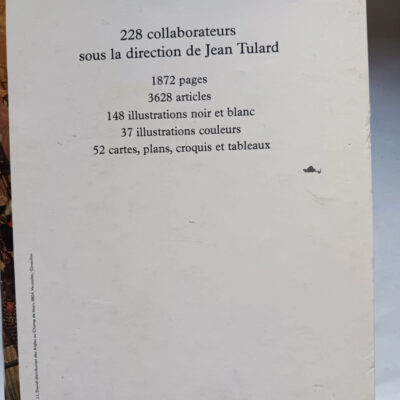 228 collaborateurs
sous la direction de Jean Tulard
1872 pages
3628 articles
148 illustrations noir et blanc
37 illustrations couleurs
52 cartes, plans, croquis et tableaux